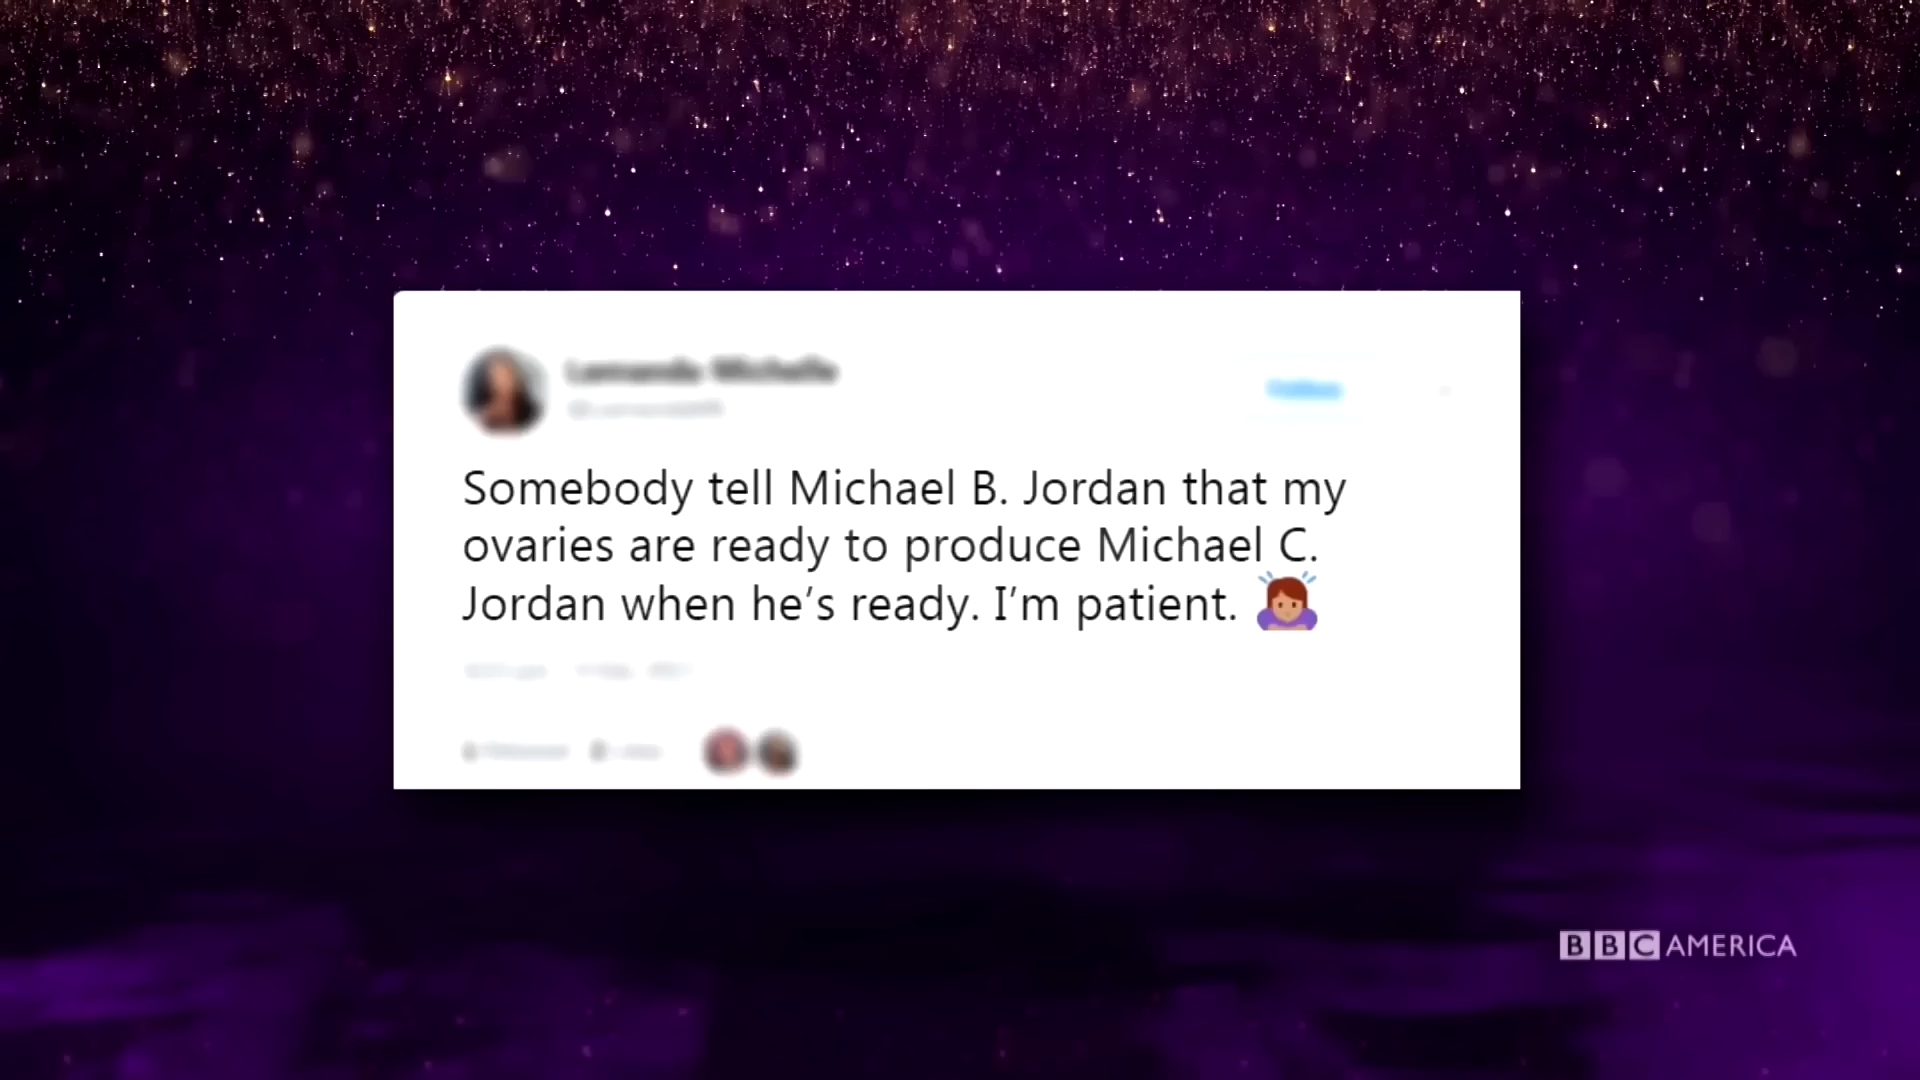 Somebody tell Michael B. Jordan that my
ovaries are ready to produce Michael C.
Jordan when he’s ready. I’m patient.
BBC AMERICA